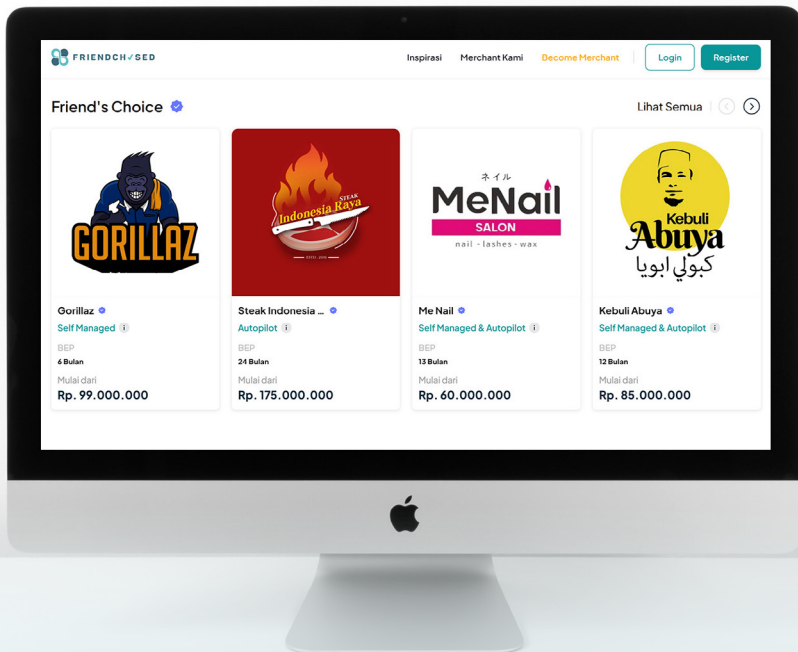 FRIENDCH✓SED
Inspirasi
Merchant Kami
Become Merchant
Login
Register
Friend's Choice
Lihat Semua
GORILLAZ
STEAK
Indonesia Raya
ネイル
MeNail
SALON
nail - lashes - wax
Kebuli
Abuya
كبولي ابويا
Gorillaz
Self Managed
BEP
6 Bulan
Mulai dari
Rp. 99.000.000
Steak Indonesia ...
Autopilot
BEP
24 Bulan
Mulai dari
Rp. 175.000.000
Me Nail
Self Managed & Autopilot
BEP
13 Bulan
Mulai dari
Rp. 60.000.000
Kebuli Abuya
Self Managed & Autopilot
BEP
12 Bulan
Mulai dari
Rp. 85.000.000